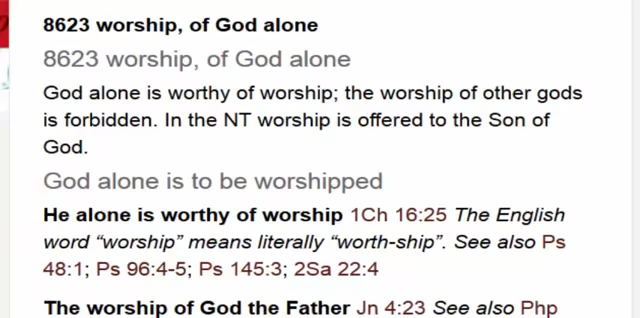 8623 worship, of God alone
8623 worship, of God alone
God alone is worthy of worship; the worship of other gods
is forbidden. In the NT worship is offered to the Son of
God.
God alone is to be worshipped
He alone is worthy of worship 1Ch 16:25 The English
word “worship” means literally “worth-ship”. See also Ps
48:1; Ps 96:4-5; Ps 145:3; 2Sa 22:4
The worship of God the Father Jn 4:23 See also Php